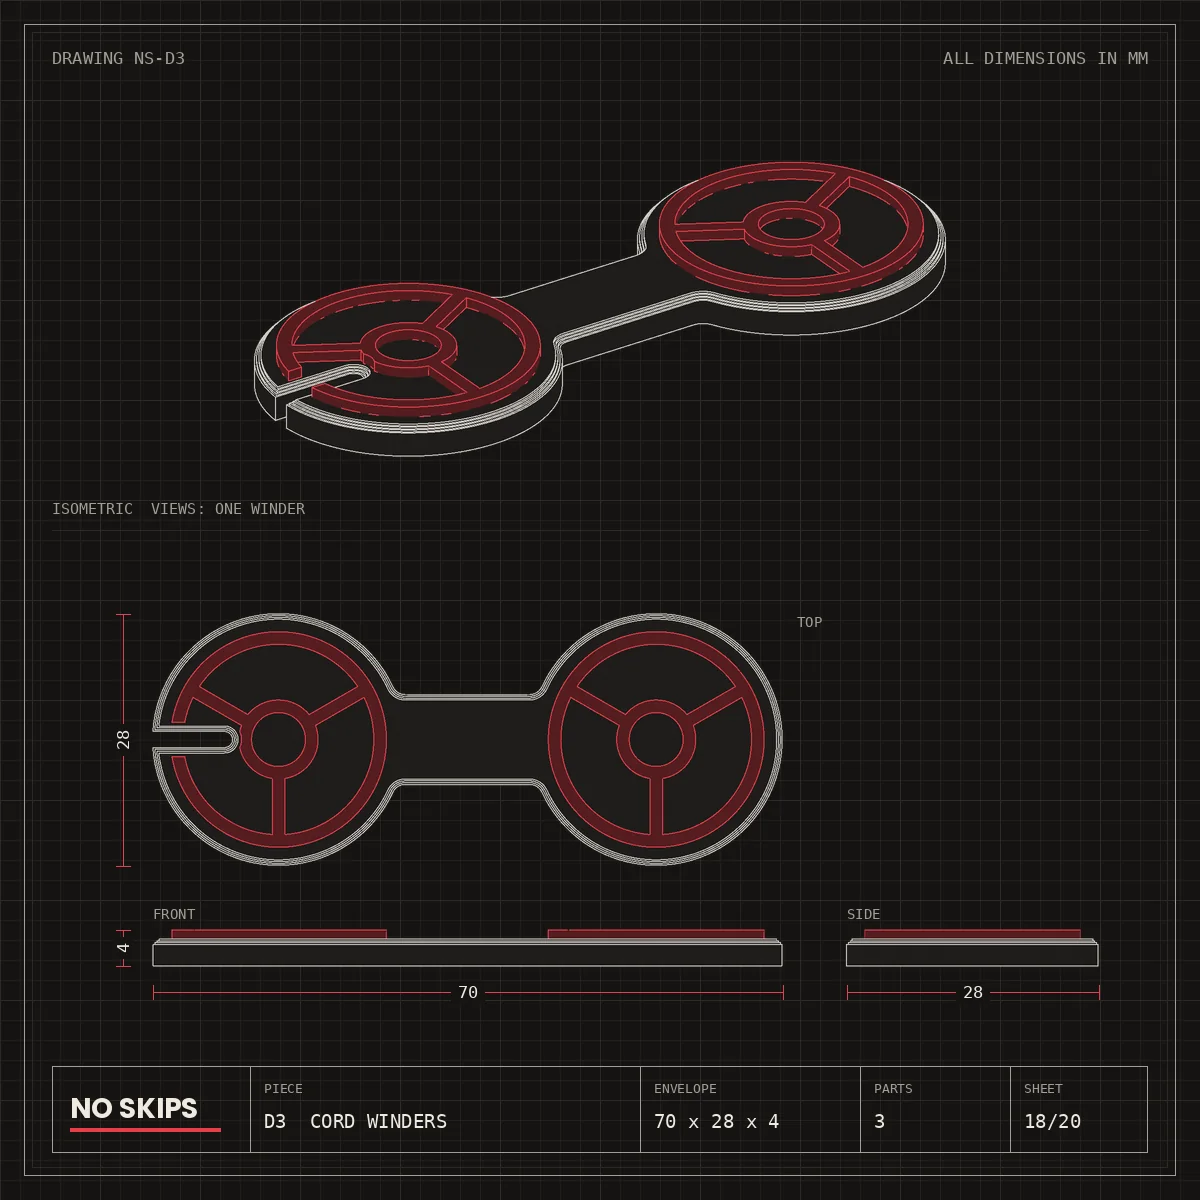 DRAWING NS-D3
ALL DIMENSIONS IN MM
ISOMETRIC VIEWS: ONE WINDER
TOP
28
FRONT
SIDE
4
70
28
NO SKIPS
PIECE
D3 CORD WINDERS
ENVELOPE
70 x 28 x 4
PARTS
3
SHEET
18/20